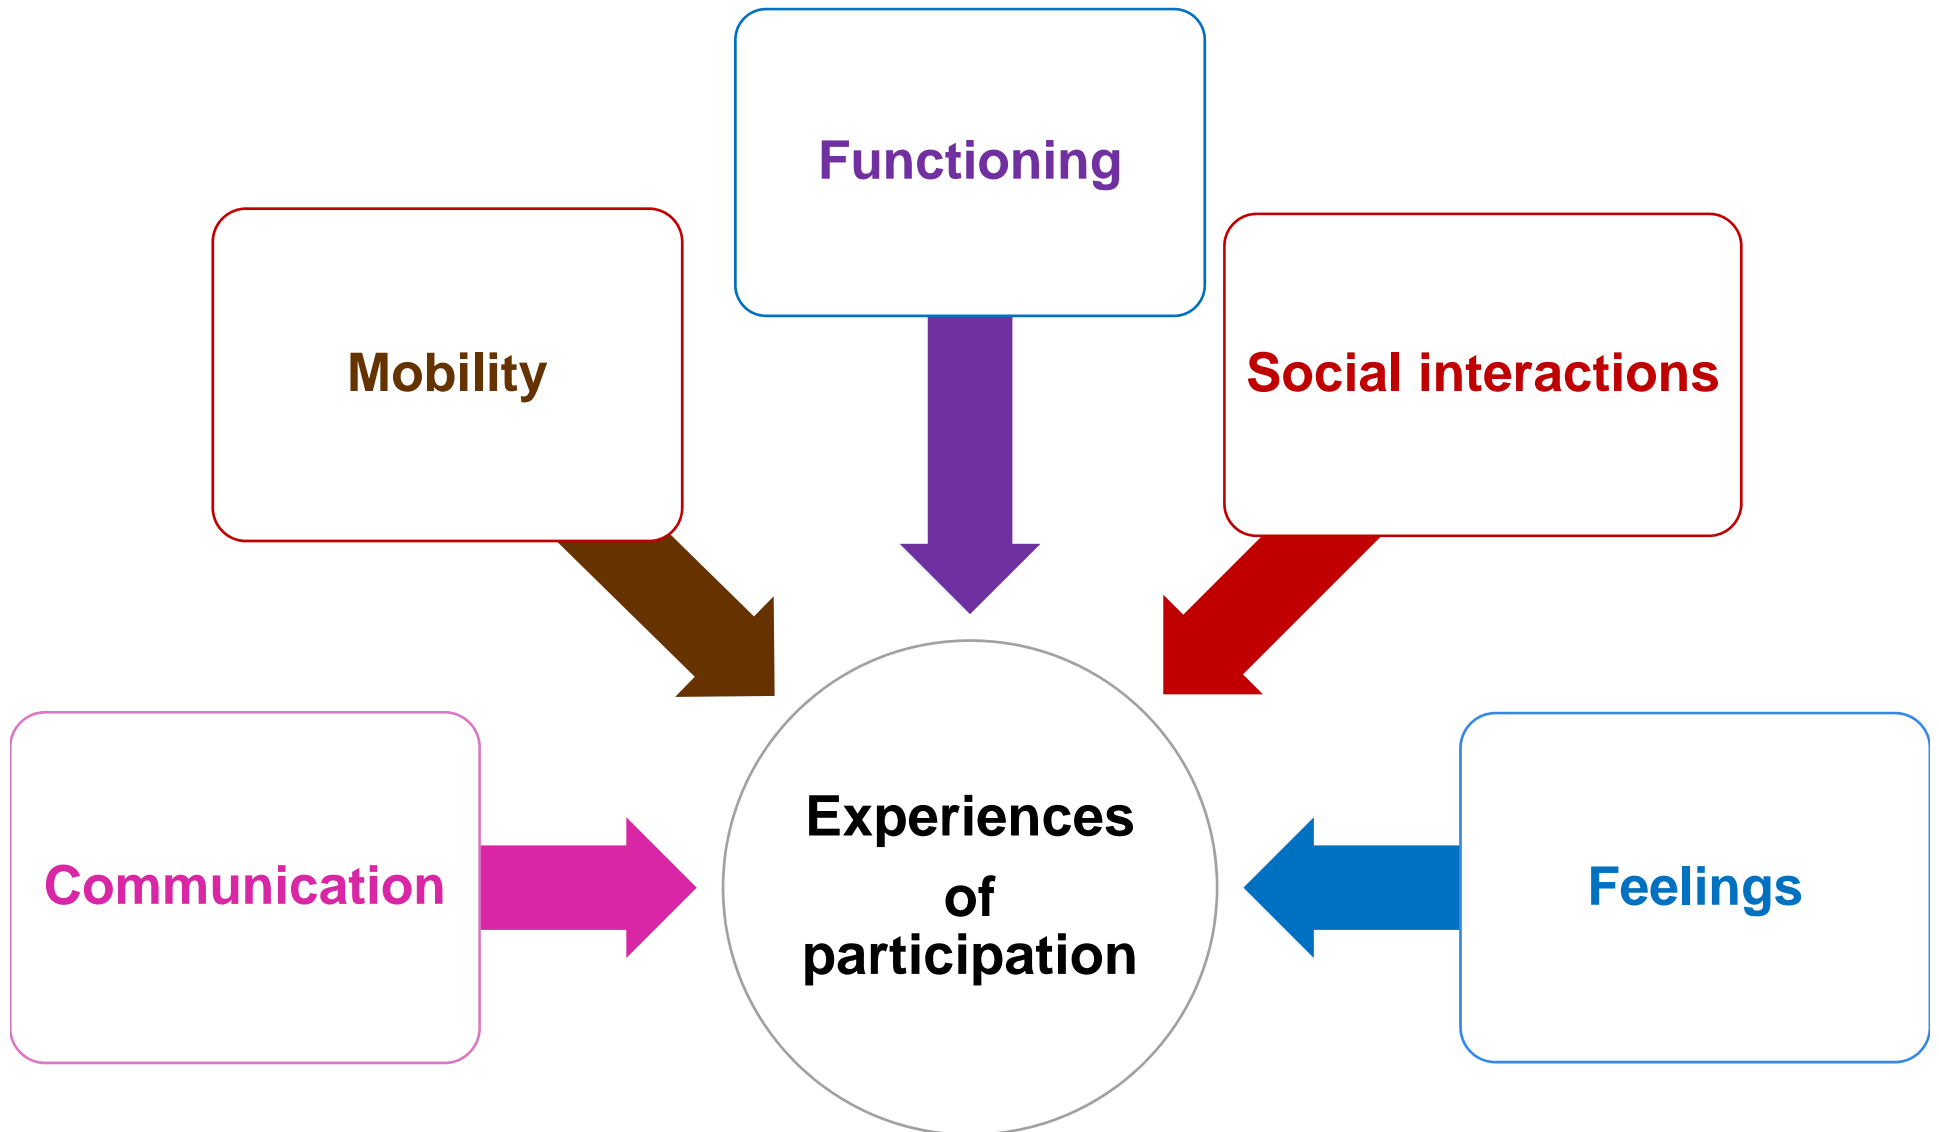 Functioning
Mobility
Social interactions
Communication
Experiences
of
participation
Feelings